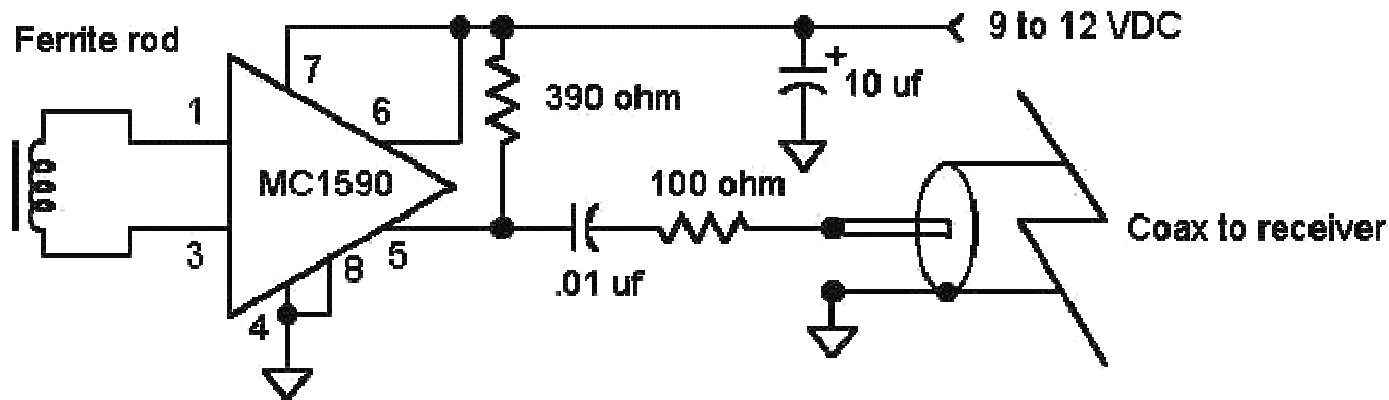 Ferrite rod
7
9 to 12 VDC
+
10 uf
390 ohm
1
6
MC1590
100 ohm
3
8
5
.01 uf
4
Coax to receiver